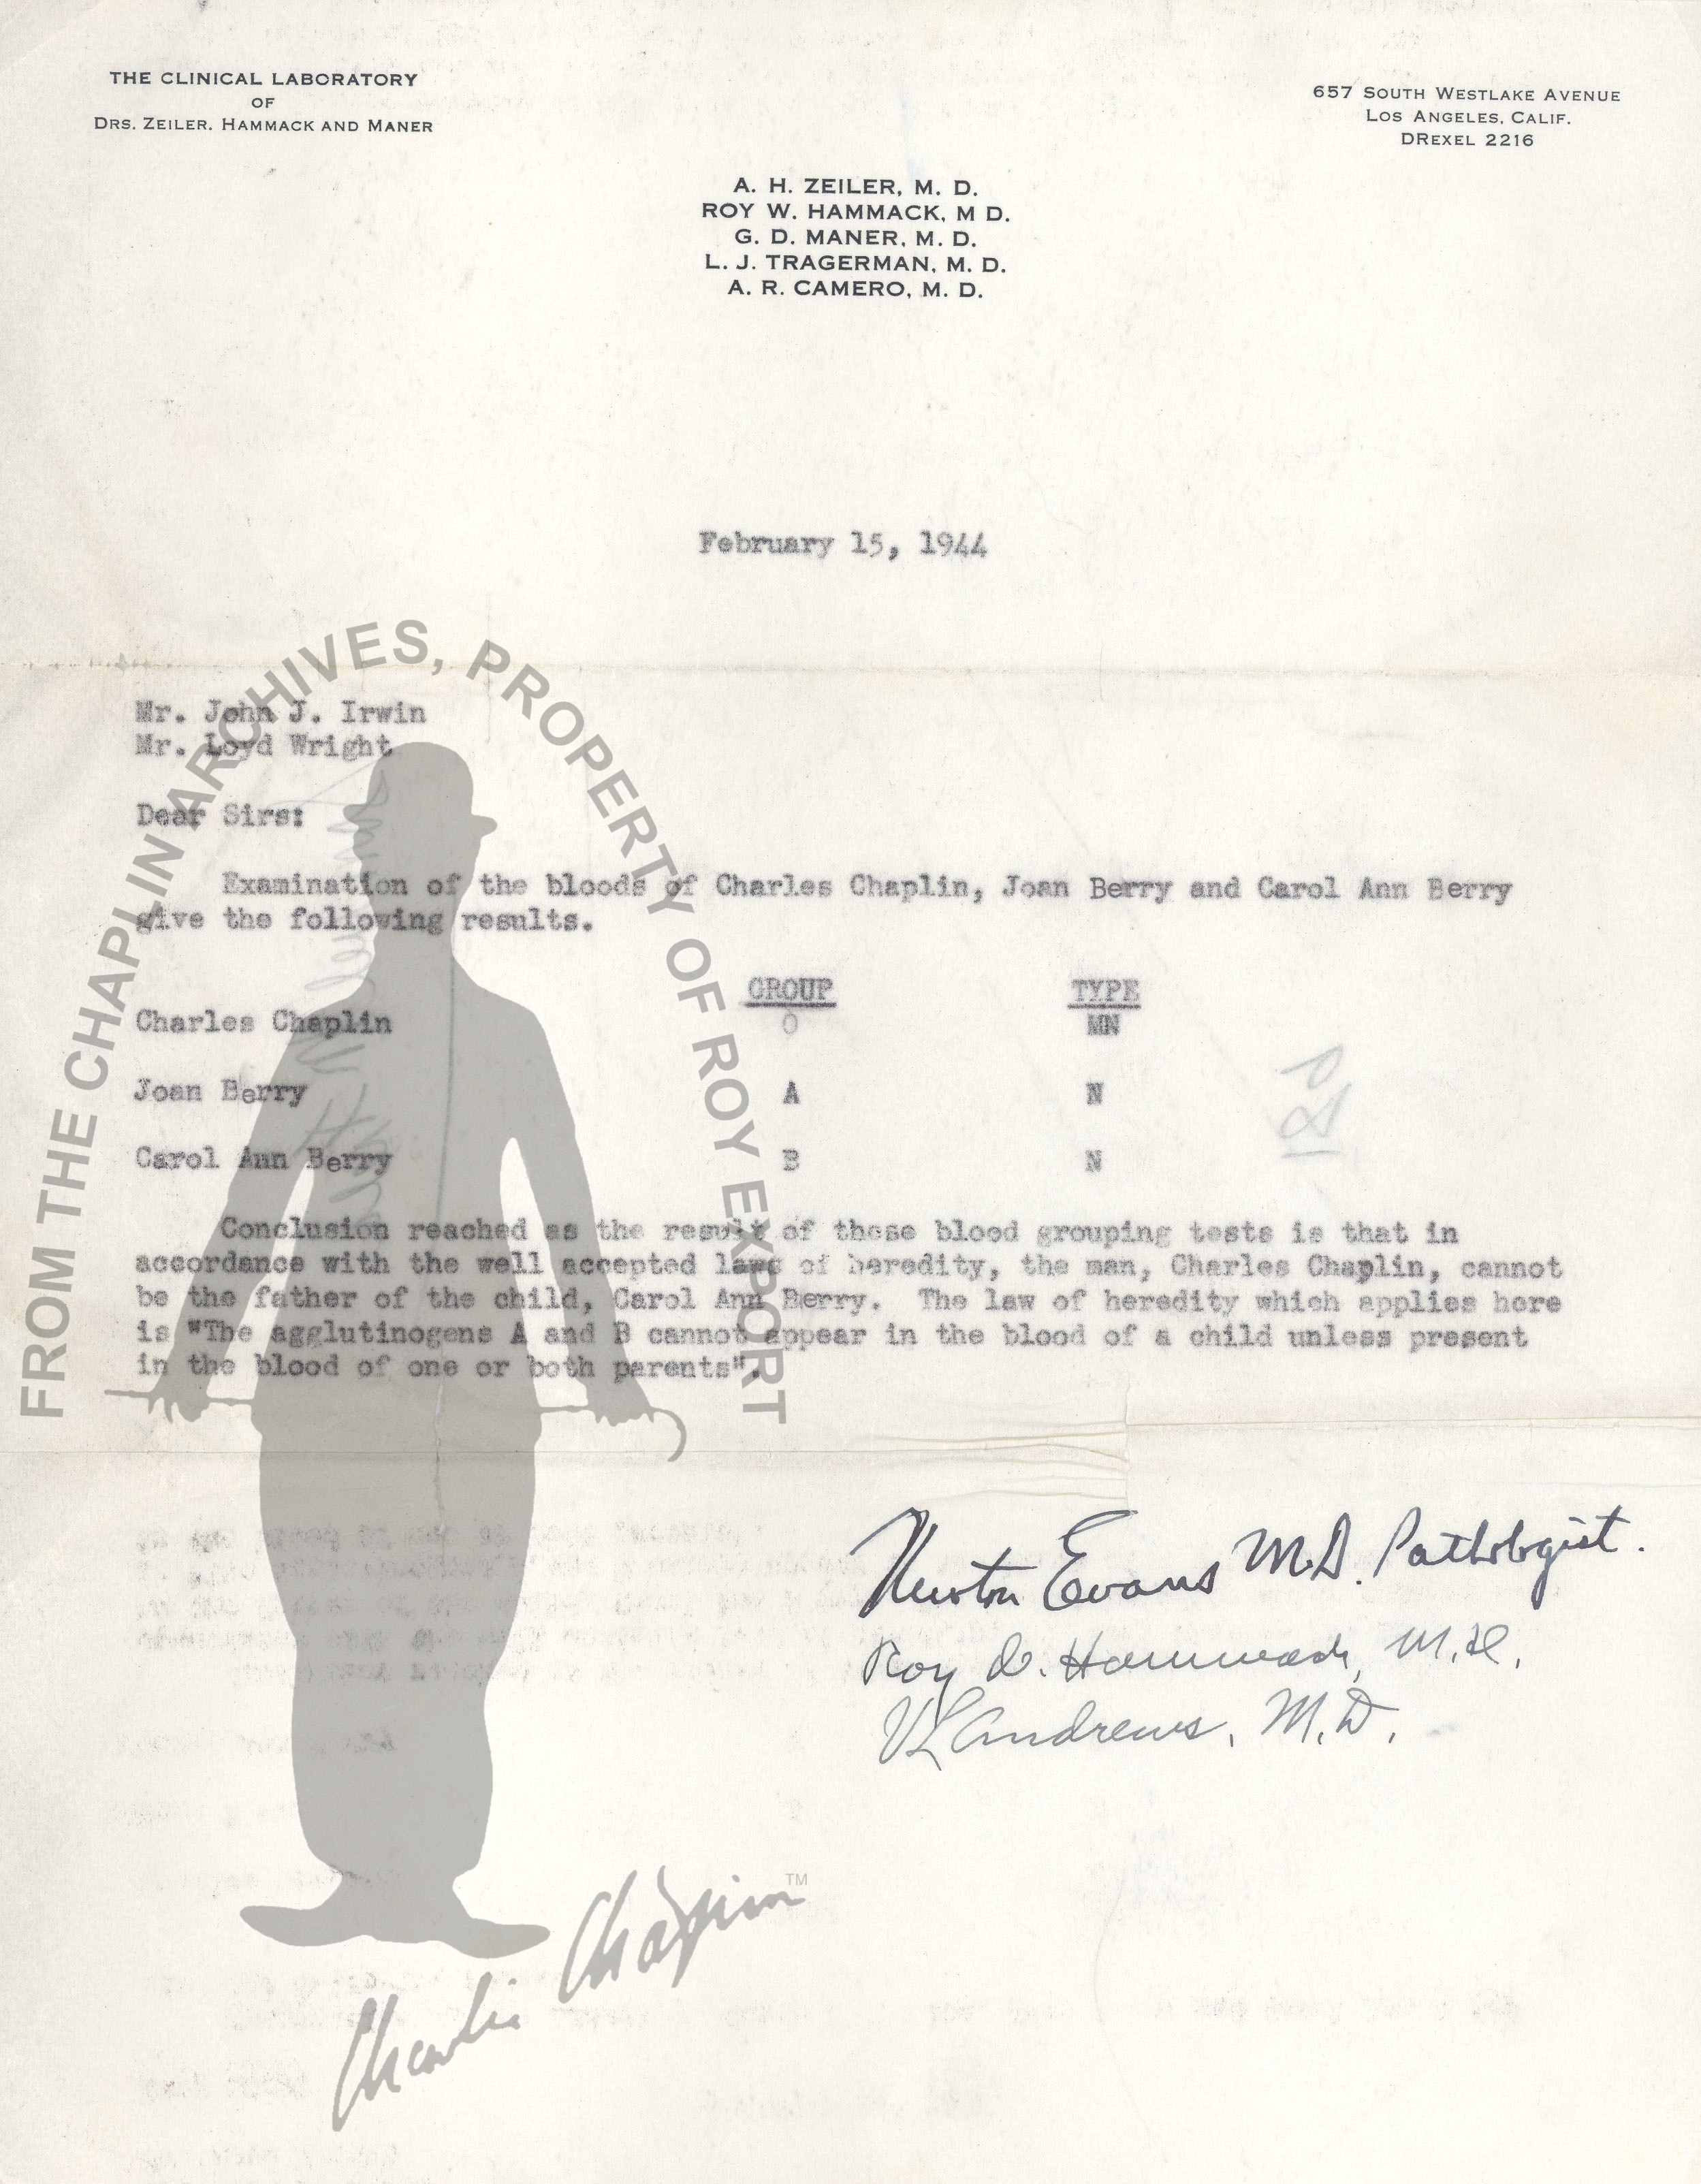 THE CLINICAL LABORATORY
OF
DRS. ZEILER. HAMMACK AND MANER
657 SOUTH WESTLAKE AVENUE
LOS ANGELES, CALIF.
DREXEL 2216
A. H. ZEILER, M. D.
ROY W. HAMMACK, M D.
G. D. MANER, M. D.
L. J. TRAGERMAN, M. D.
A. R. CAMERO, M. D.
February 15, 1944
Mr. John J. Irwin
Mr. Loyd Wright
Dear Sirs:
Examination of the bloods of Charles Chaplin, Joan Berry and Carol Ann Berry
give the following results.
GROUP TYPE
Charles Chaplin O MN
Joan Berry A N
Carol Ann Berry B N
Conclusion reached as the result of these blood grouping tests is that in
accordance with the well accepted laws of heredity, the man, Charles Chaplin, cannot
be the father of the child, Carol Ann Berry. The law of heredity which applies here
is "The agglutinogens A and B cannot appear in the blood of a child unless present
in the blood of one or both parents".
Newton Evans M.D. Pathologist.
Roy W. Hammack, M.D.
VL Andrews, M.D.
FROM THE CHAPLIN ARCHIVES, PROPERTY OF ROY EXPORT
Charlie Chaplin TM